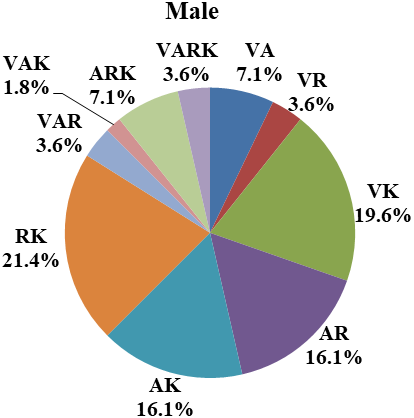 Male
VARK
3.6%
VA
7.1%
VR
3.6%
VK
19.6%
AR
16.1%
AK
16.1%
RK
21.4%
VAR
3.6%
VAK
1.8%
ARK
7.1%